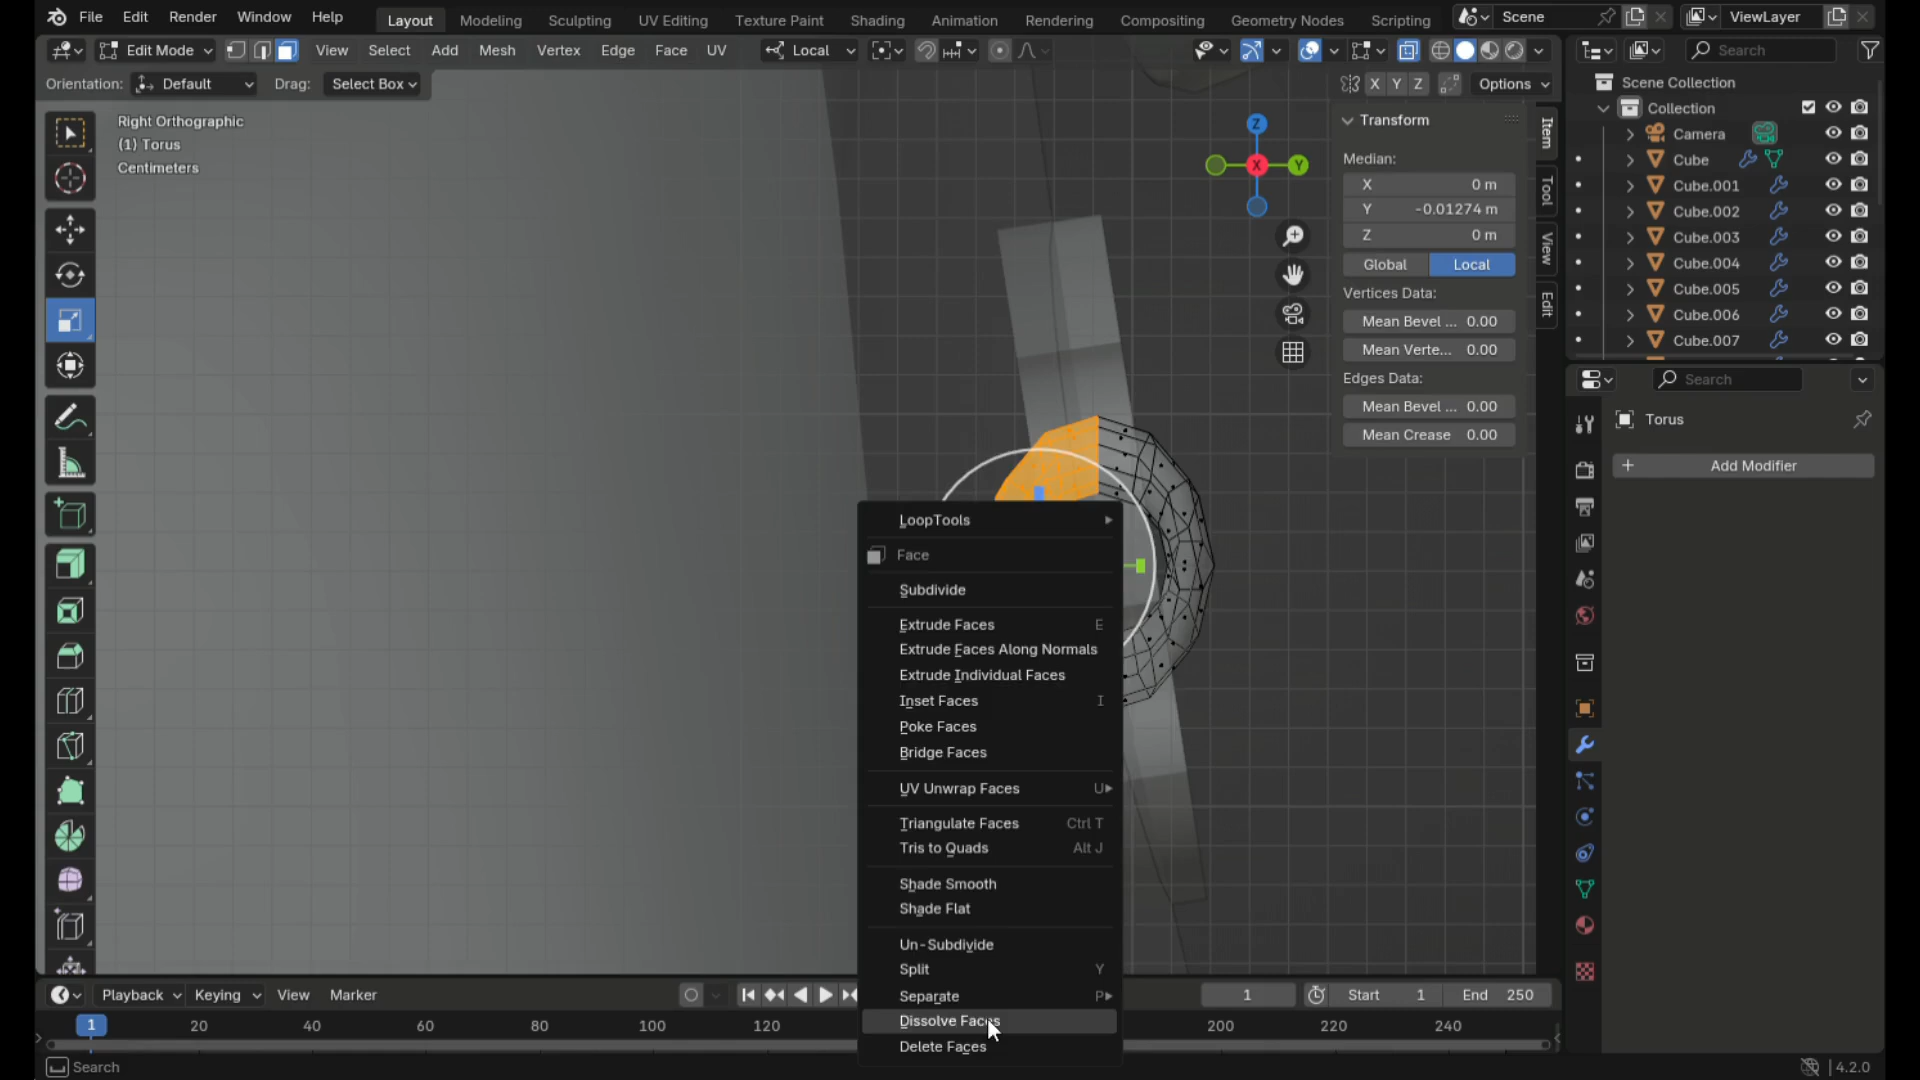 File Edit Render Window Help Layout Modeling Sculpting UV Editing Texture Paint Shading Animation Rendering Compositing Geometry Nodes Scripting Scene ViewLayer
Edit Mode View Select Add Mesh Vertex Edge Face UV Local Search
Orientation: Default Drag: Select Box X Y Z Options
Right Orthographic
(1) Torus
Centimeters
Z
X
Y
Transform
Median:
X 0 m
Y -0.01274 m
Z 0 m
Global Local
Vertices Data:
Mean Bevel ... 0.00
Mean Verte... 0.00
Edges Data:
Mean Bevel ... 0.00
Mean Crease 0.00
Item
Tool
View
Edit
Scene Collection
Collection
Camera
Cube
Cube.001
Cube.002
Cube.003
Cube.004
Cube.005
Cube.006
Cube.007
Search
Torus
+ Add Modifier
LoopTools
Face
Subdivide
Extrude Faces E
Extrude Faces Along Normals
Extrude Individual Faces
Inset Faces I
Poke Faces
Bridge Faces
UV Unwrap Faces U
Triangulate Faces Ctrl T
Tris to Quads Alt J
Shade Smooth
Shade Flat
Un-Subdivide
Split Y
Separate P
Dissolve Faces
Delete Faces
Playback Keying View Marker 1 Start 1 End 250
1 20 40 60 80 100 120 200 220 240
Search 4.2.0